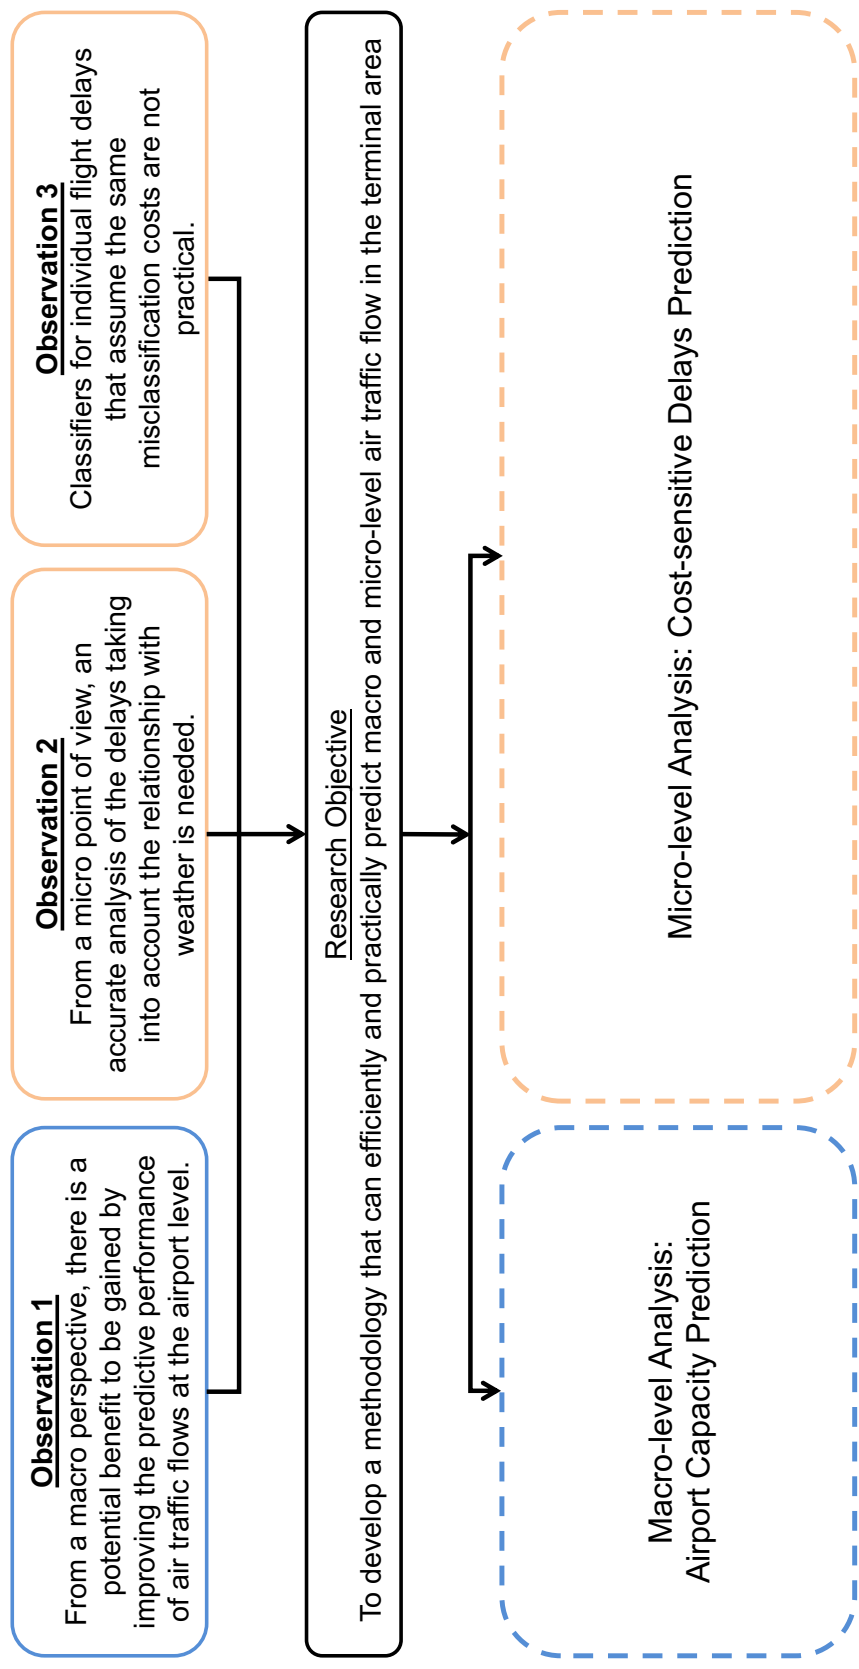 Observation 1
From a macro perspective, there is a
potential benefit to be gained by
improving the predictive performance
of air traffic flows at the airport level.
Observation 2
From a micro point of view, an
accurate analysis of the delays taking
into account the relationship with
weather is needed.
Observation 3
Classifiers for individual flight delays
that assume the same
misclassification costs are not
practical.
Research Objective
To develop a methodology that can efficiently and practically predict macro and micro-level air traffic flow in the terminal area
Macro-level Analysis:
Airport Capacity Prediction
Micro-level Analysis: Cost-sensitive Delays Prediction